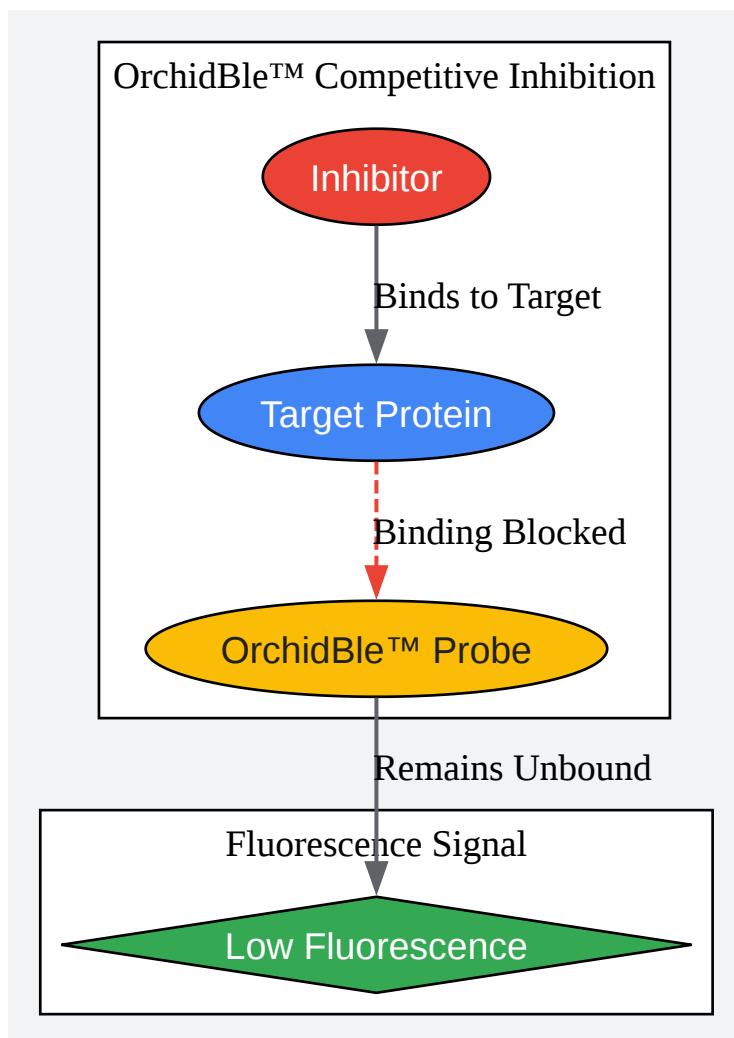 OrchidBle™ Competitive Inhibition
Inhibitor
Binds to Target
Target Protein
Binding Blocked
OrchidBle™ Probe
Remains Unbound
Fluorescence Signal
Low Fluorescence